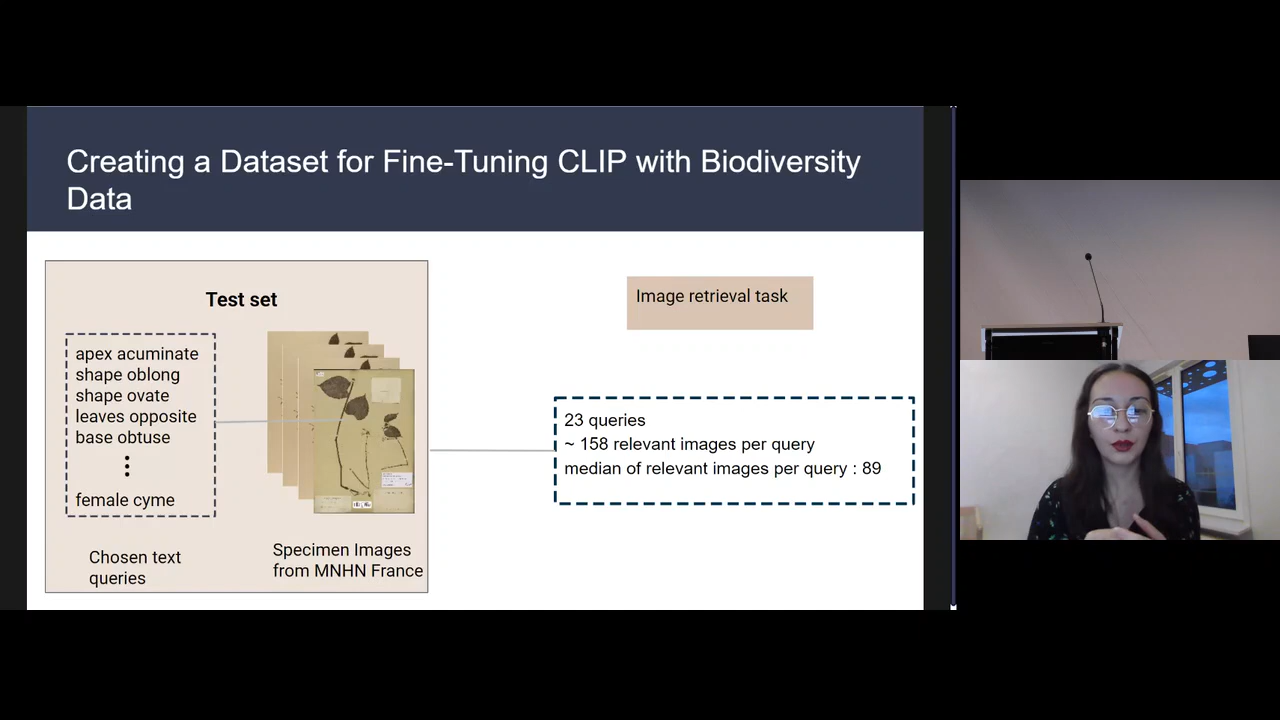 Creating a Dataset for Fine-Tuning CLIP with Biodiversity
Data
Test set
apex acuminate
shape oblong
shape ovate
leaves opposite
base obtuse
female cyme
Chosen text
queries
Specimen Images
from MNHN France
Image retrieval task
23 queries
~ 158 relevant images per query
median of relevant images per query : 89